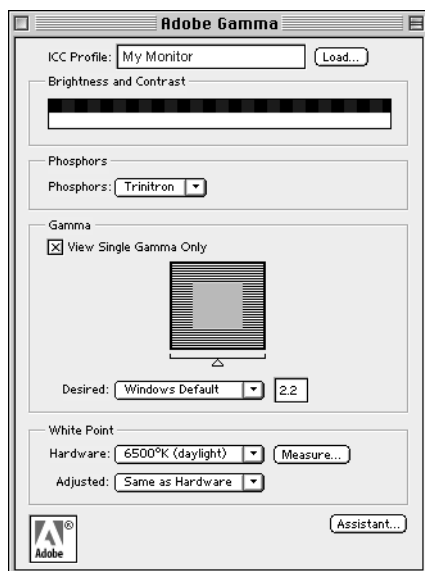 Adobe Gamma
ICC Profile: My Monitor Load...
Brightness and Contrast
Phosphors
Phosphors: Trinitron
Gamma
View Single Gamma Only
Desired: Windows Default 2.2
White Point
Hardware: 6500°K (daylight) Measure...
Adjusted: Same as Hardware
Adobe® Assistant...